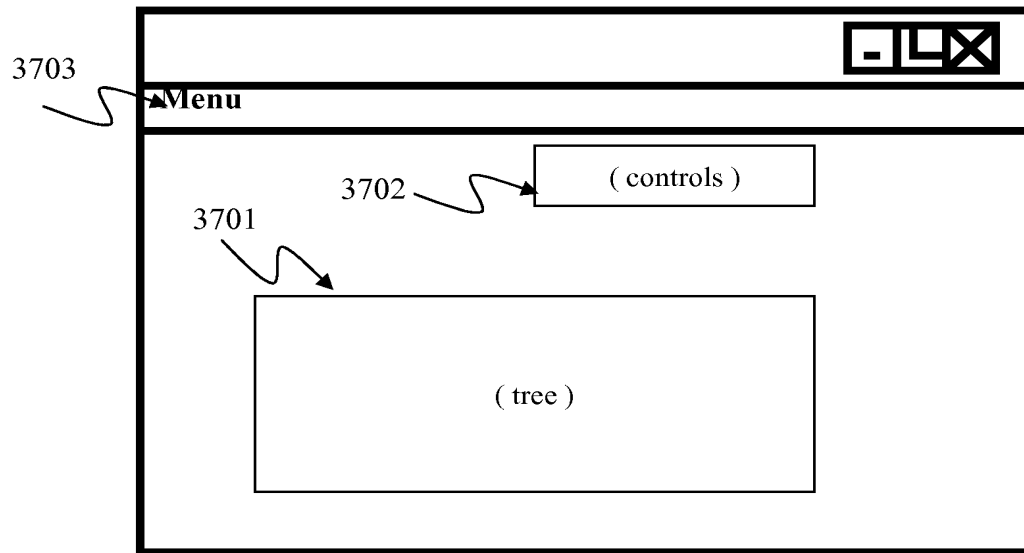 3703
Menu
( controls )
3702
3701
( tree )